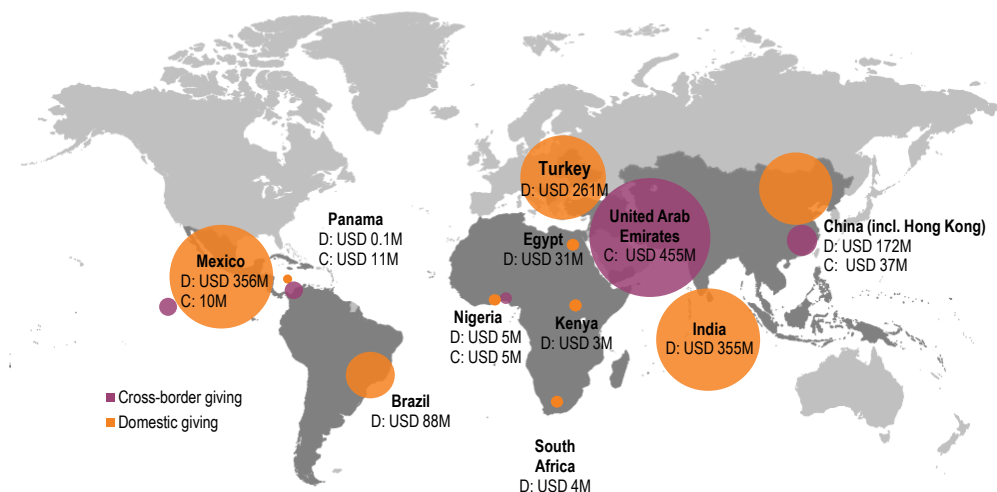 Turkey
D: USD 261M
Panama
D: USD 0.1M
C: USD 11M
United Arab
Emirates
C: USD 455M
China (incl. Hong Kong)
D: USD 172M
C: USD 37M
Egypt
D: USD 31M
Mexico
D: USD 356M
C: 10M
Nigeria
D: USD 5M
C: USD 5M
Kenya
D: USD 3M
India
D: USD 355M
Cross-border giving
Domestic giving
Brazil
D: USD 88M
South
Africa
D: USD 4M